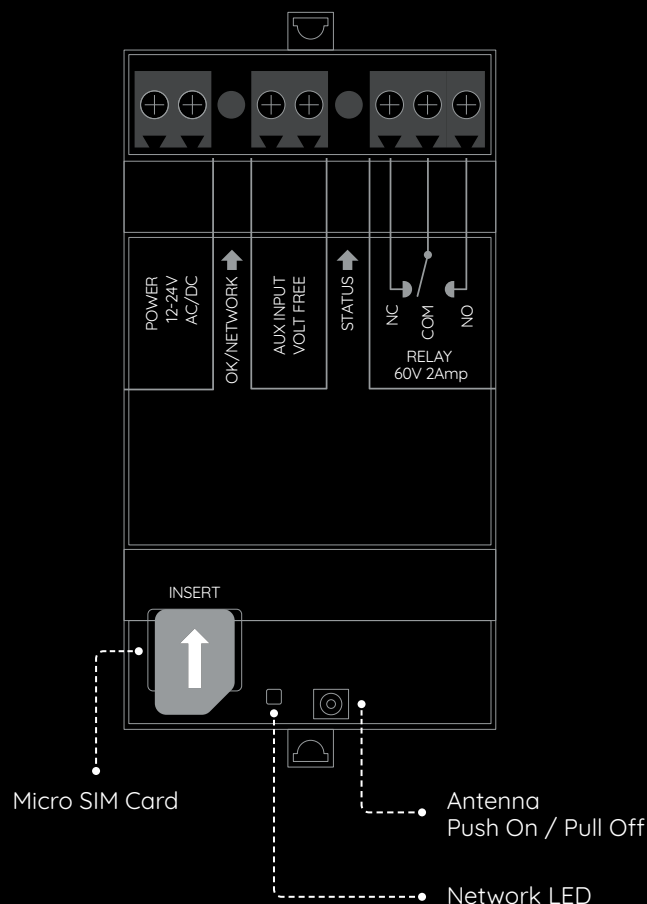 POWER
12-24V
AC/DC
OK/NETWORK
AUX INPUT
VOLT FREE
STATUS
NC
COM
NO
RELAY
60V 2Amp
INSERT
Micro SIM Card
Antenna
Push On / Pull Off
Network LED